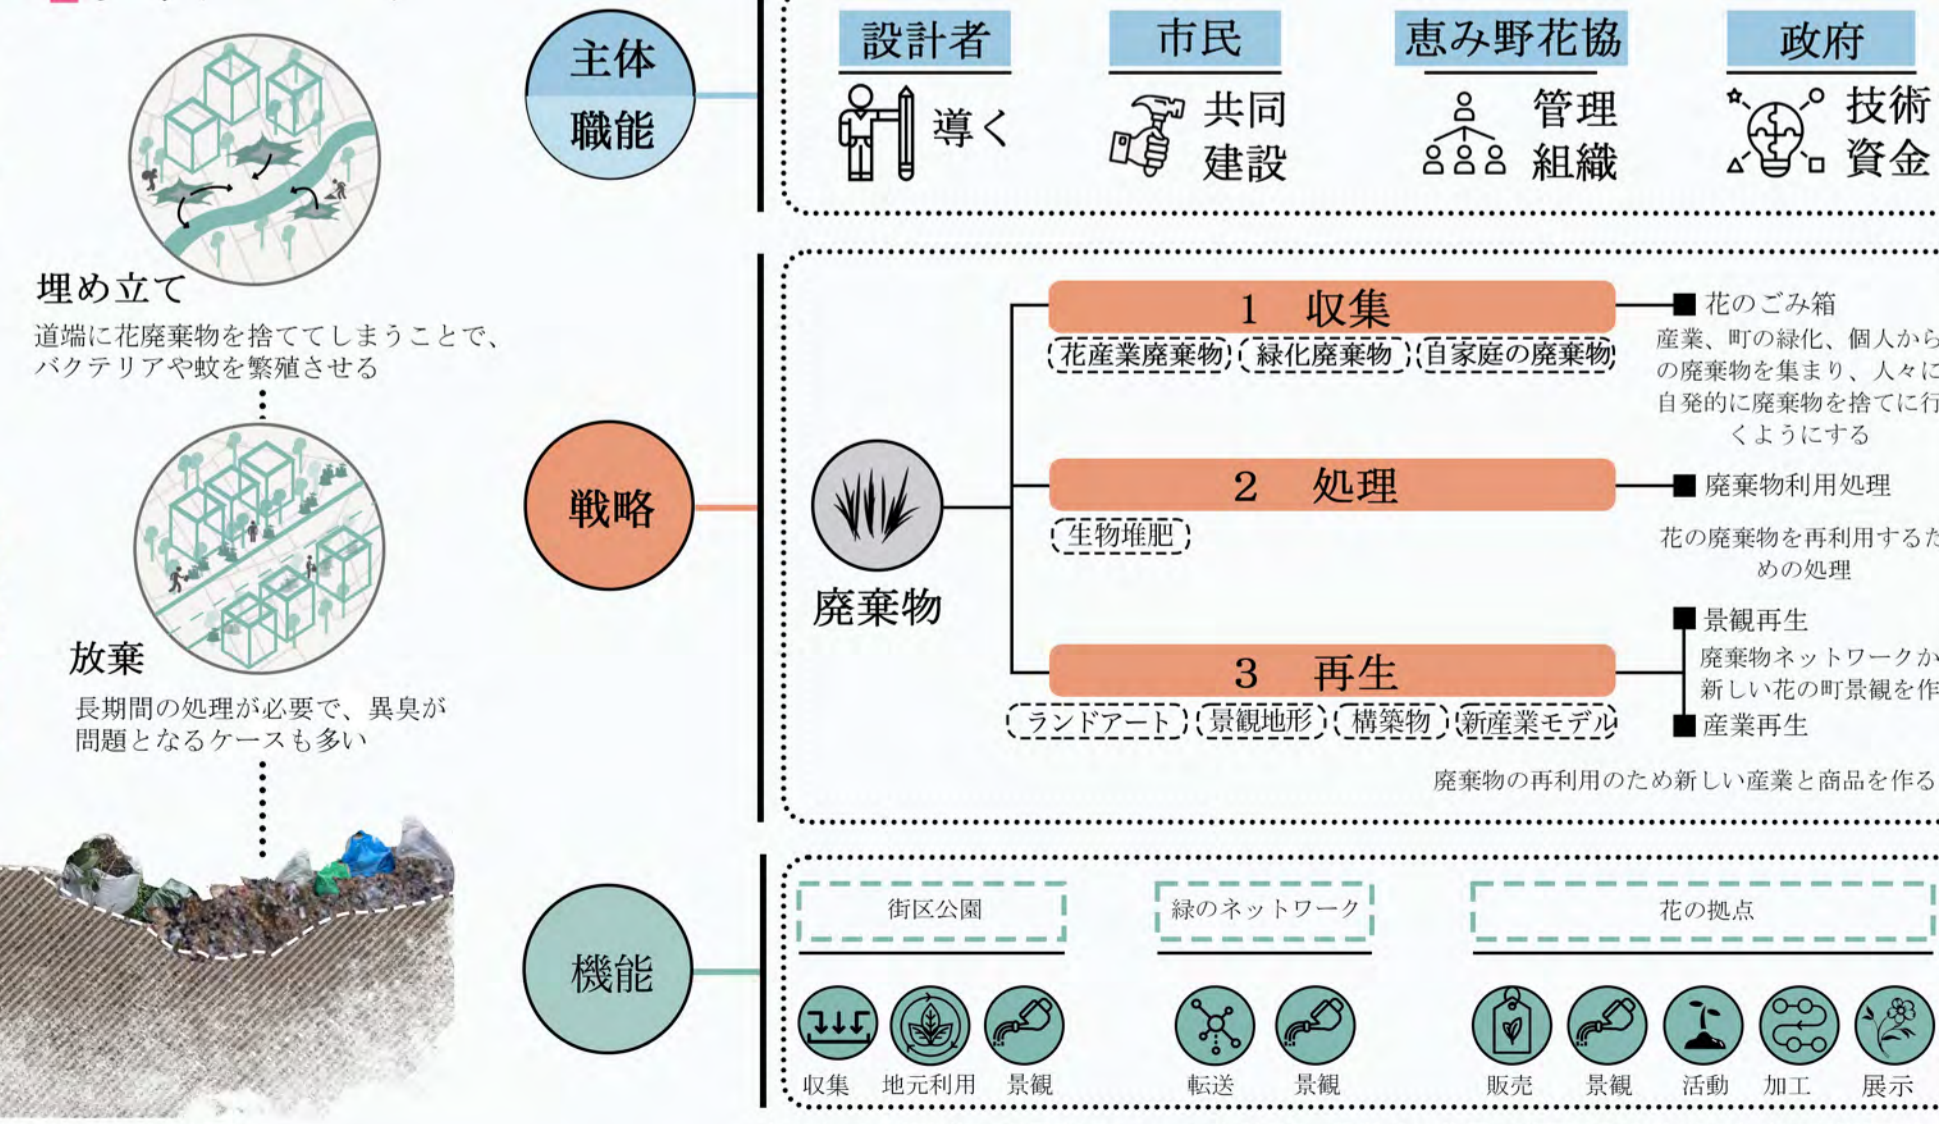 埋め立て
道端に花廃棄物を捨ててしまうことで、
バクテリアや蚊を繁殖させる
放棄
長期間の処理が必要で、異臭が
問題となるケースも多い
主体
職能
設計者
導く
市民
共同
建設
恵み野花協
管理
組織
政府
技術
資金
戦略
廃棄物
1 収集
花産業廃棄物
緑化廃棄物
自家庭の廃棄物
花のごみ箱
産業、町の緑化、個人から
の廃棄物を集まり、人々に
自発的に廃棄物を捨てに行
くようにする
2 処理
生物堆肥
廃棄物利用処理
花の廃棄物を再利用するた
めの処理
3 再生
ランドアート
景観地形
構築物
新産業モデル
景観再生
廃棄物ネットワークか
新しい花の町景観を作
産業再生
廃棄物の再利用のため新しい産業と商品を作る
機能
街区公園
収集
地元利用
景観
緑のネットワーク
転送
景観
花の拠点
販売
景観
活動
加工
展示